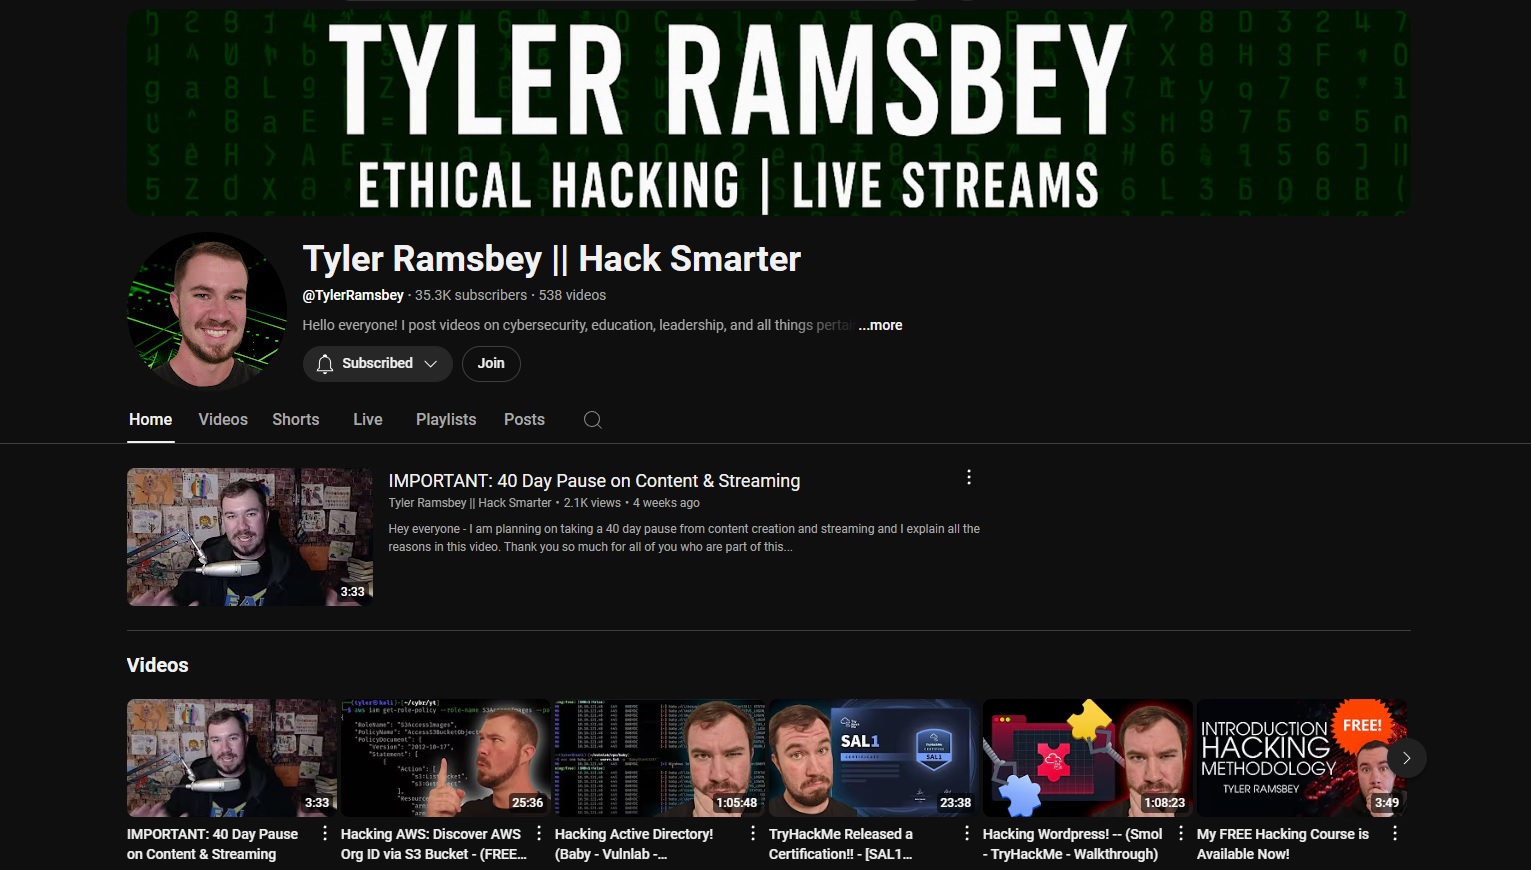 TYLER RAMSBEY
ETHICAL HACKING | LIVE STREAMS
Tyler Ramsbey || Hack Smarter
@TylerRamsbey · 35.3K subscribers · 538 videos
Hello everyone! I post videos on cybersecurity, education, leadership, and all things pertai ...more
Subscribed
Join
Home Videos Shorts Live Playlists Posts
IMPORTANT: 40 Day Pause on Content & Streaming
Tyler Ramsbey || Hack Smarter • 2.1K views • 4 weeks ago
Hey everyone - I am planning on taking a 40 day pause from content creation and streaming and I explain all the
reasons in this video. Thank you so much for all of you who are part of this...
3:33
Videos
3:33
IMPORTANT: 40 Day Pause
on Content & Streaming
25:36
Hacking AWS: Discover AWS
Org ID via S3 Bucket - (FREE...
1:05:48
Hacking Active Directory!
(Baby - Vulnlab -...
SAL1
CERTIFICATE
SAL1
23:38
TryHackMe Released a
Certification!! - [SAL1...
1:08:23
Hacking Wordpress! -- (Smol
- TryHackMe - Walkthrough)
INTRODUCTION
HACKING
METHODOLOGY
TYLER RAMSBEY
FREE!
3:49
My FREE Hacking Course is
Available Now!